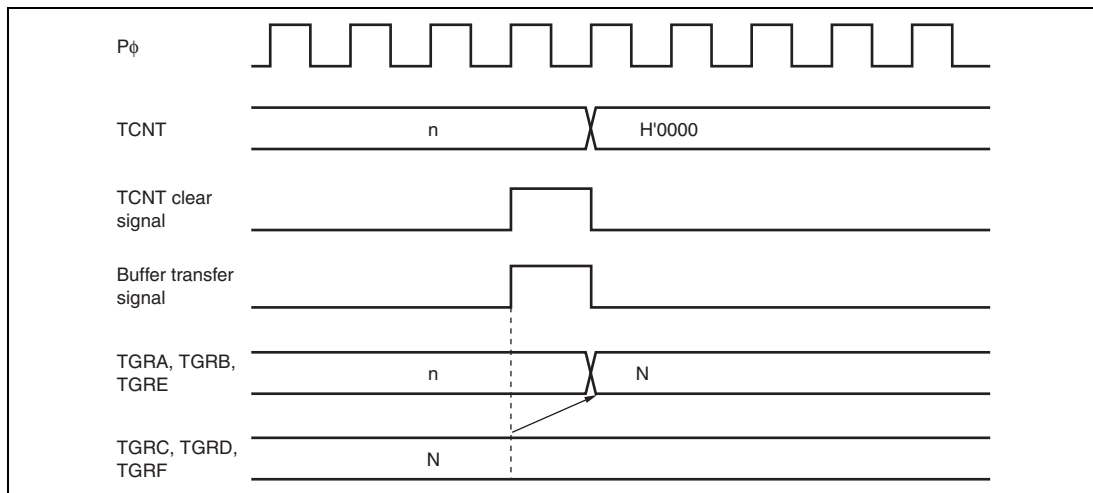 Pϕ
TCNT
n
H'0000
TCNT clear
signal
Buffer transfer
signal
TGRA, TGRB,
TGRE
n
N
TGRC, TGRD,
TGRF
N